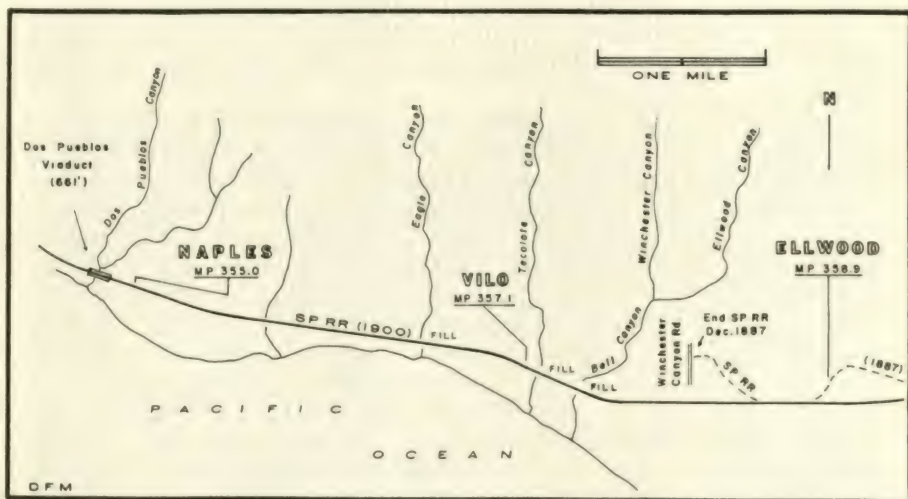 ONE MILE
N
Dos Pueblos
Viaduct
(661')
Dos Pueblos Canyon
Eagle Canyon
Tecolote Canyon
Winchester Canyon
Ellwood Canyon
NAPLES
MP 355.0
VILO
MP 357.1
ELLWOOD
MP 358.9
SP RR (1900)
FILL
FILL
FILL
Bell Canyon
Winchester
Canyon Rd
End SP RR
Dec. 1887
SP RR
(1887)
PACIFIC
OCEAN
DFM